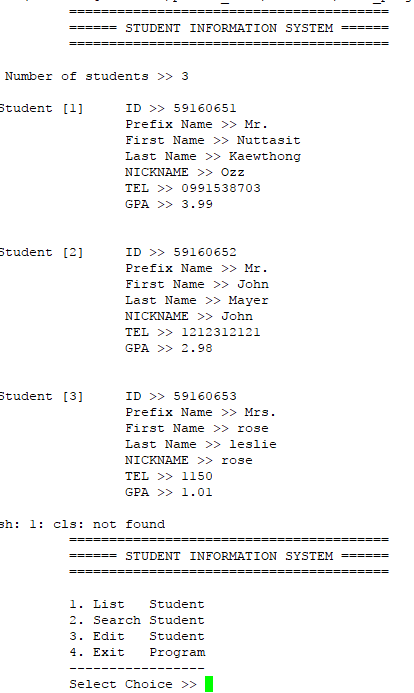 ========================================
====== STUDENT INFORMATION SYSTEM ======
========================================
Number of students >> 3
Student [1] ID >> 59160651
Prefix Name >> Mr.
First Name >> Nuttasit
Last Name >> Kaewthong
NICKNAME >> Ozz
TEL >> 0991538703
GPA >> 3.99
Student [2] ID >> 59160652
Prefix Name >> Mr.
First Name >> John
Last Name >> Mayer
NICKNAME >> John
TEL >> 1212312121
GPA >> 2.98
Student [3] ID >> 59160653
Prefix Name >> Mrs.
First Name >> rose
Last Name >> leslie
NICKNAME >> rose
TEL >> 1150
GPA >> 1.01
sh: 1: cls: not found
========================================
====== STUDENT INFORMATION SYSTEM ======
========================================
1. List Student
2. Search Student
3. Edit Student
4. Exit Program
-----------------
Select Choice >>